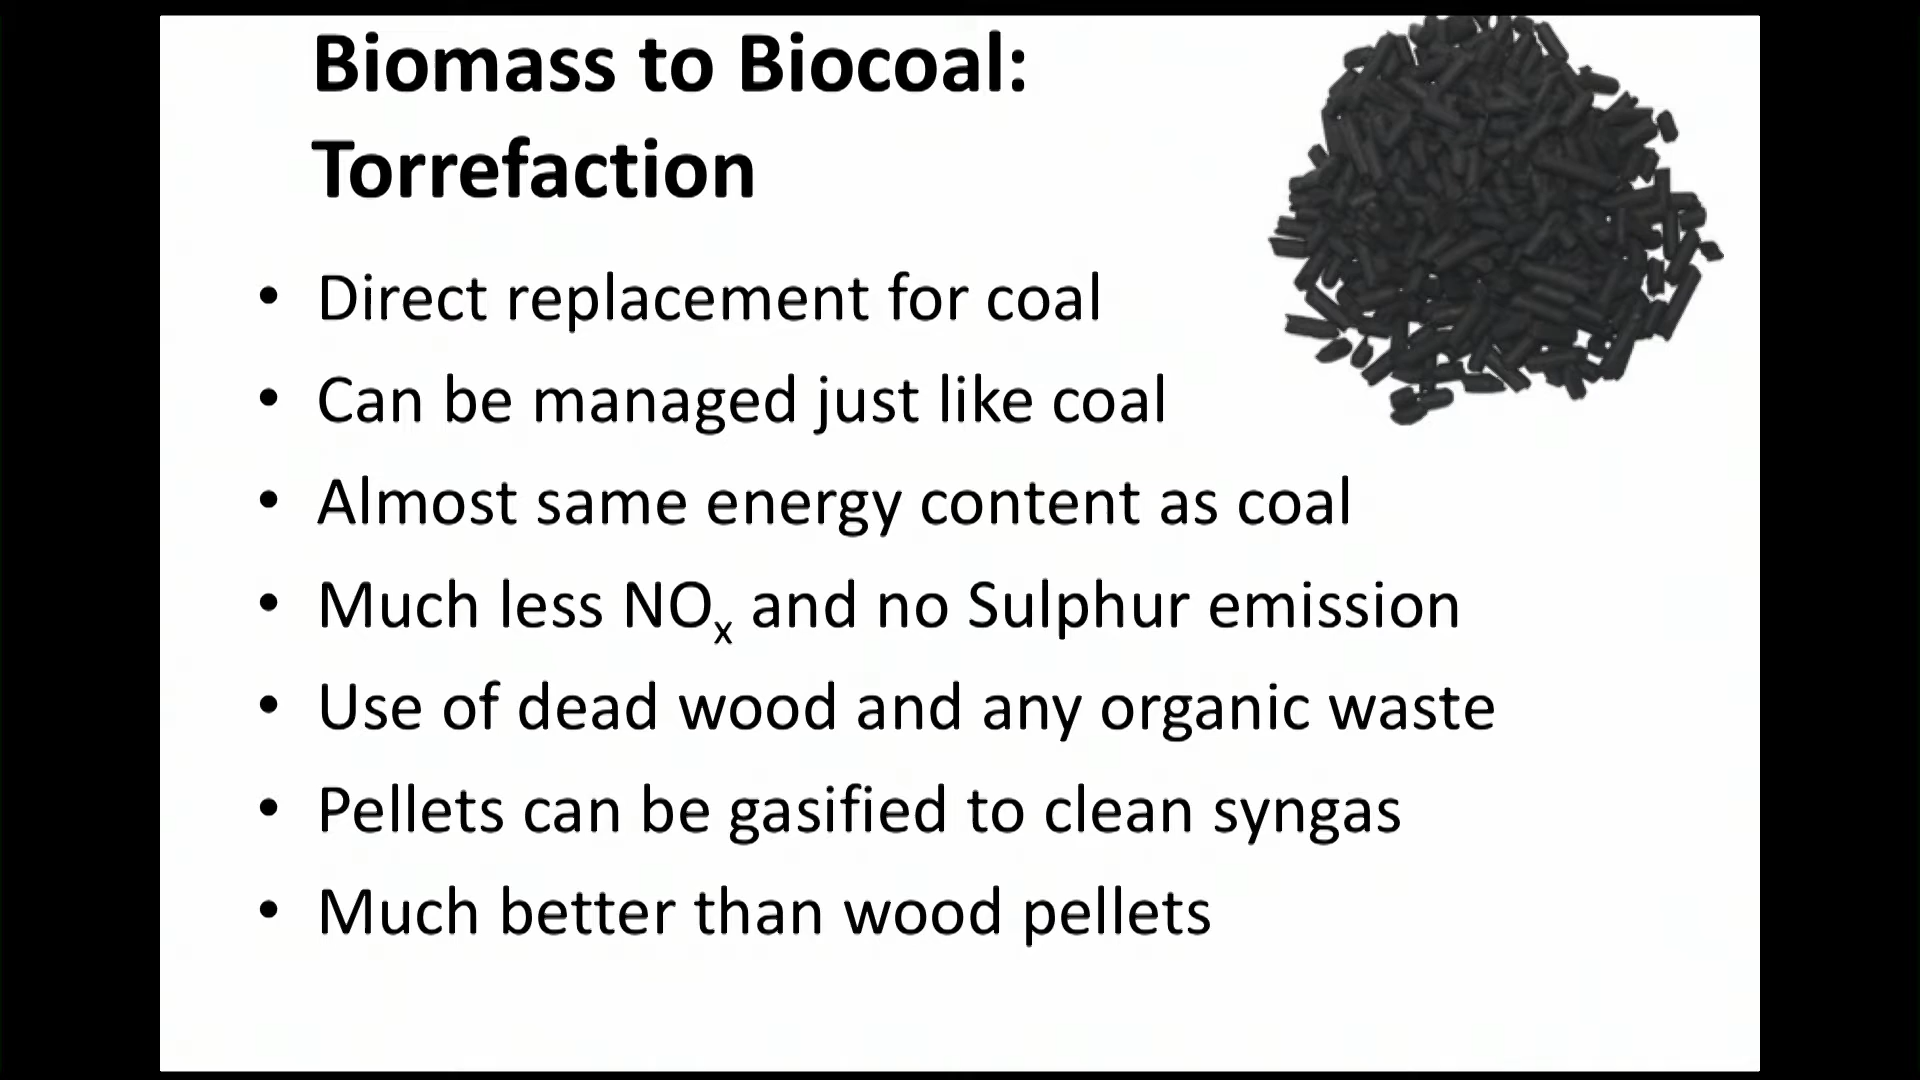 Biomass to Biocoal:
Torrefaction
• Direct replacement for coal
• Can be managed just like coal
• Almost same energy content as coal
• Much less NOₓ and no Sulphur emission
• Use of dead wood and any organic waste
• Pellets can be gasified to clean syngas
• Much better than wood pellets